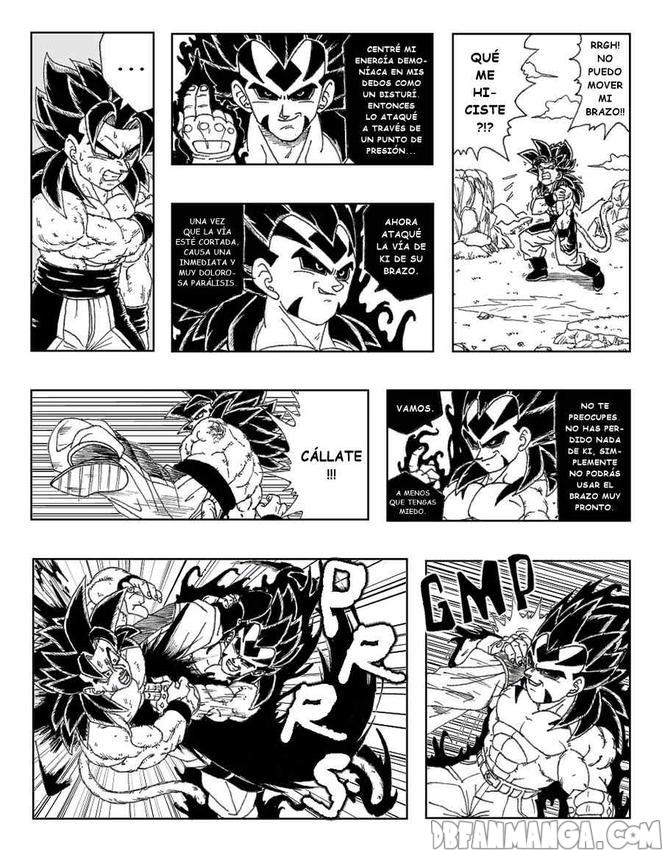 RRGH!
NO
PUEDO
MOVER
MI
BRAZO!!
QUÉ
ME
HI-
CISTE
?!?
CENTRÉ MI
ENERGÍA DEMO-
NÍACA EN MIS
DEDOS COMO
UN BISTURÍ.
ENTONCES
LO ATAQUÉ
A TRAVÉS DE
UN PUNTO DE
PRESIÓN...
AHORA
ATAQUÉ
LA VÍA DE
KI DE SU
BRAZO.
UNA VEZ
QUE LA VÍA
ESTÉ CORTADA,
CAUSA UNA
INMEDIATA Y
MUY DOLORO-
SA PARÁLISIS.
...
NO TE
PREOCUPES.
NO HAS PER-
DIDO NADA
DE KI, SIM-
PLEMENTE
NO PODRÁS
USAR EL
BRAZO MUY
PRONTO.
VAMOS.
A MENOS
QUE TENGAS
MIEDO.
CÁLLATE
!!!
GMP
PRRS
DBFANMANGA.COM